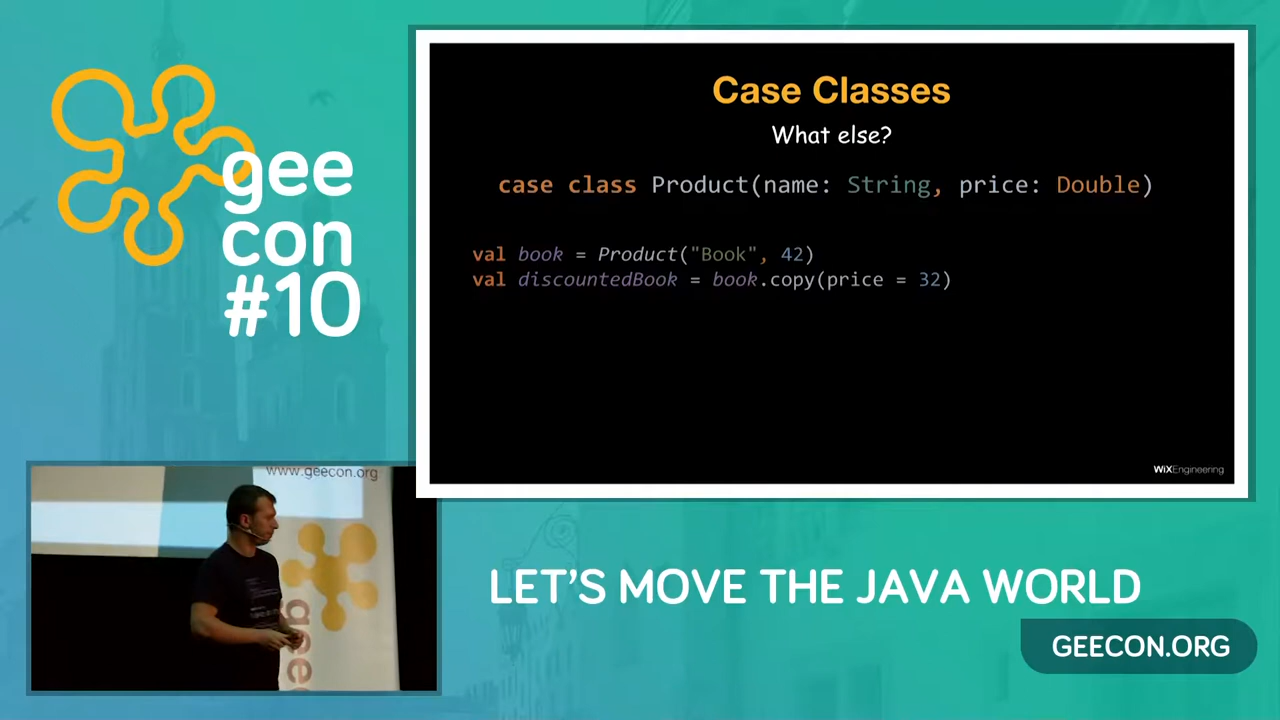 gee
con
#10
Case Classes
What else?
case class Product(name: String, price: Double)
val book = Product("Book", 42)
val discountedBook = book.copy(price = 32)
WiXEngineering
www.geecon.org
geec
LET'S MOVE THE JAVA WORLD
GEECON.ORG